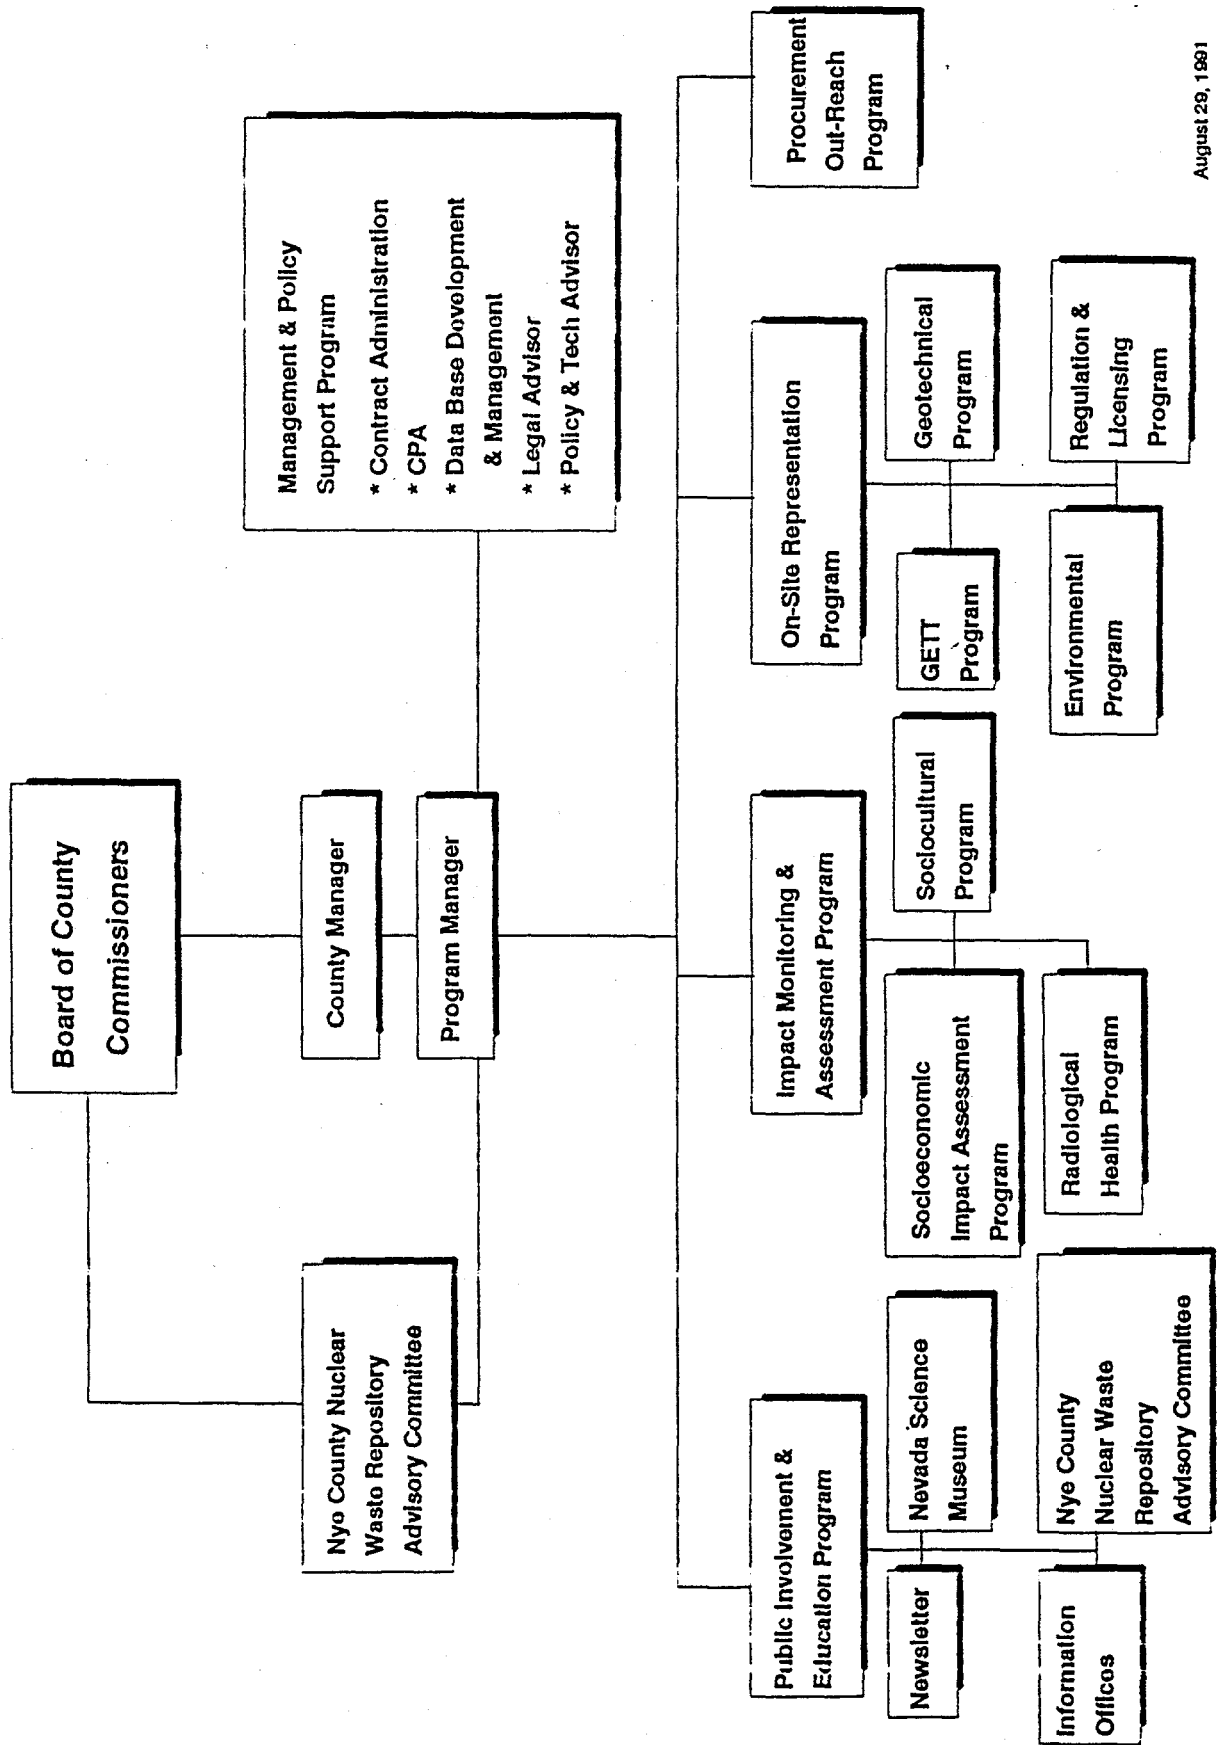 Board of County
Commissioners
Nye County Nuclear
Waste Repository
Advisory Committee
County Manager
Program Manager
Management & Policy
Support Program
* Contract Administration
* CPA
* Data Base Development
& Management
* Legal Advisor
* Policy & Tech Advisor
Public Involvement &
Education Program
Impact Monitoring &
Assessment Program
On-Site Representation
Program
Procurement
Out-Reach
Program
Newsletter
Nevada Science
Museum
Information
Offices
Nye County
Nuclear Waste
Repository
Advisory Committee
Socioeconomic
Impact Assessment
Program
Sociocultural
Program
Radiological
Health Program
GETT
Program
Geotechnical
Program
Environmental
Program
Regulation &
Licensing
Program
August 29, 1991